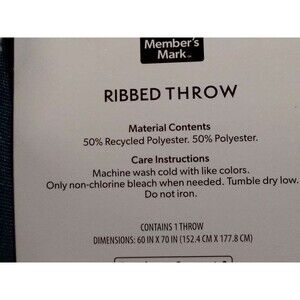 Member's
Mark™
RIBBED THROW
Material Contents
50% Recycled Polyester. 50% Polyester.
Care Instructions
Machine wash cold with like colors.
Only non-chlorine bleach when needed. Tumble dry low.
Do not iron.
CONTAINS 1 THROW
DIMENSIONS: 60 IN X 70 IN (152.4 CM X 177.8 CM)